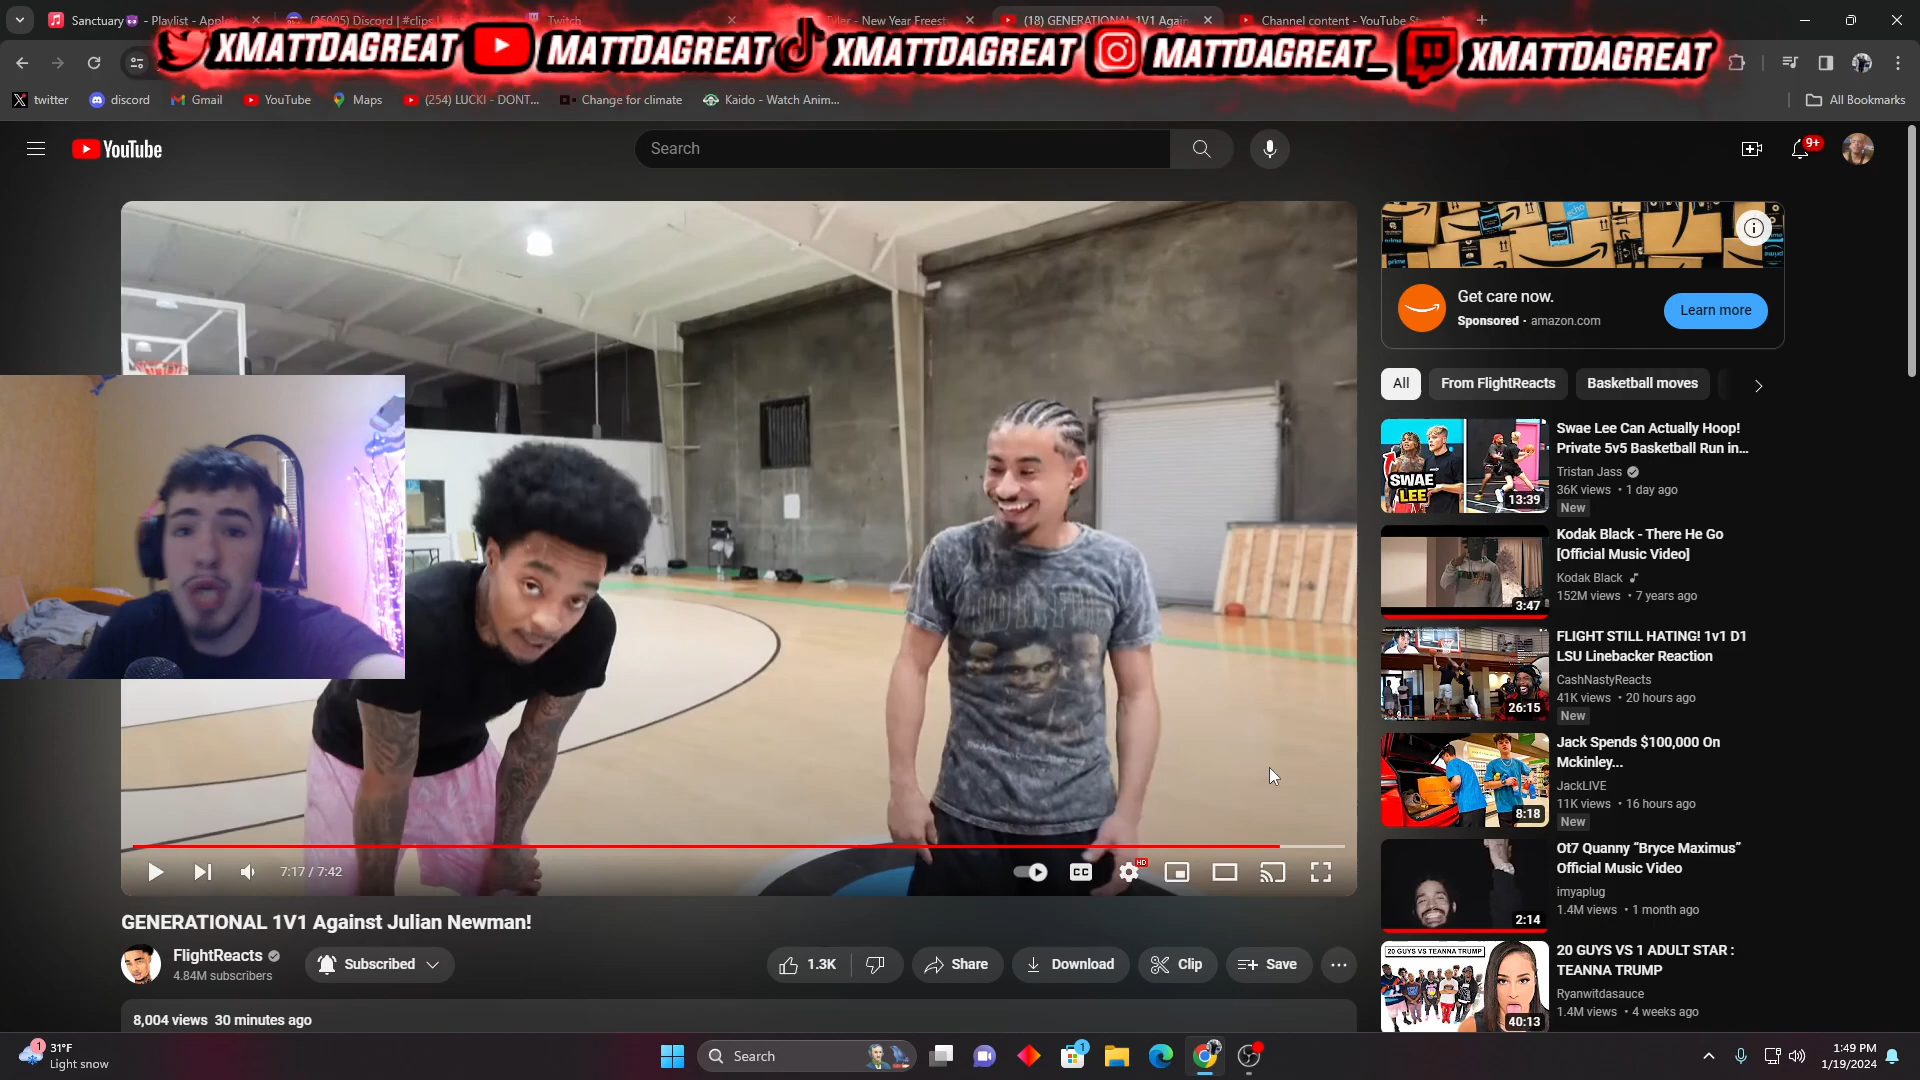 Sanctuary😈 - Playlist - Apple
(25005) Discord | #clips
Twitch
Tyler - New Year Freest
(18) GENERATIONAL 1V1 Again
Channel content - YouTube St
XMATTDAGREAT
MATTDAGREAT
XMATTDAGREAT
MATTDAGREAT_
XMATTDAGREAT
twitter
discord
Gmail
YouTube
Maps
(254) LUCKI - DONT...
Change for climate
Kaido - Watch Anim...
All Bookmarks
YouTube
Search
9+
Get care now.
Sponsored · amazon.com
Learn more
All
From FlightReacts
Basketball moves
SWAE
LEE
13:39
Swae Lee Can Actually Hoop!
Private 5v5 Basketball Run in...
Tristan Jass
36K views • 1 day ago
New
3:47
Kodak Black - There He Go
[Official Music Video]
Kodak Black
152M views • 7 years ago
26:15
FLIGHT STILL HATING! 1v1 D1
LSU Linebacker Reaction
CashNastyReacts
41K views • 20 hours ago
New
8:18
Jack Spends $100,000 On
Mckinley...
JackLIVE
11K views • 16 hours ago
New
2:14
Ot7 Quanny “Bryce Maximus”
Official Music Video
imyaplug
1.4M views • 1 month ago
20 GUYS VS TEANNA TRUMP
40:13
20 GUYS VS 1 ADULT STAR :
TEANNA TRUMP
Ryanwitdasauce
1.4M views • 4 weeks ago
7:17 / 7:42
CC
HD
GENERATIONAL 1V1 Against Julian Newman!
FlightReacts
4.84M subscribers
Subscribed
1.3K
Share
Download
Clip
Save
8,004 views 30 minutes ago
1
31°F
Light snow
Search
1
1:49 PM
1/19/2024